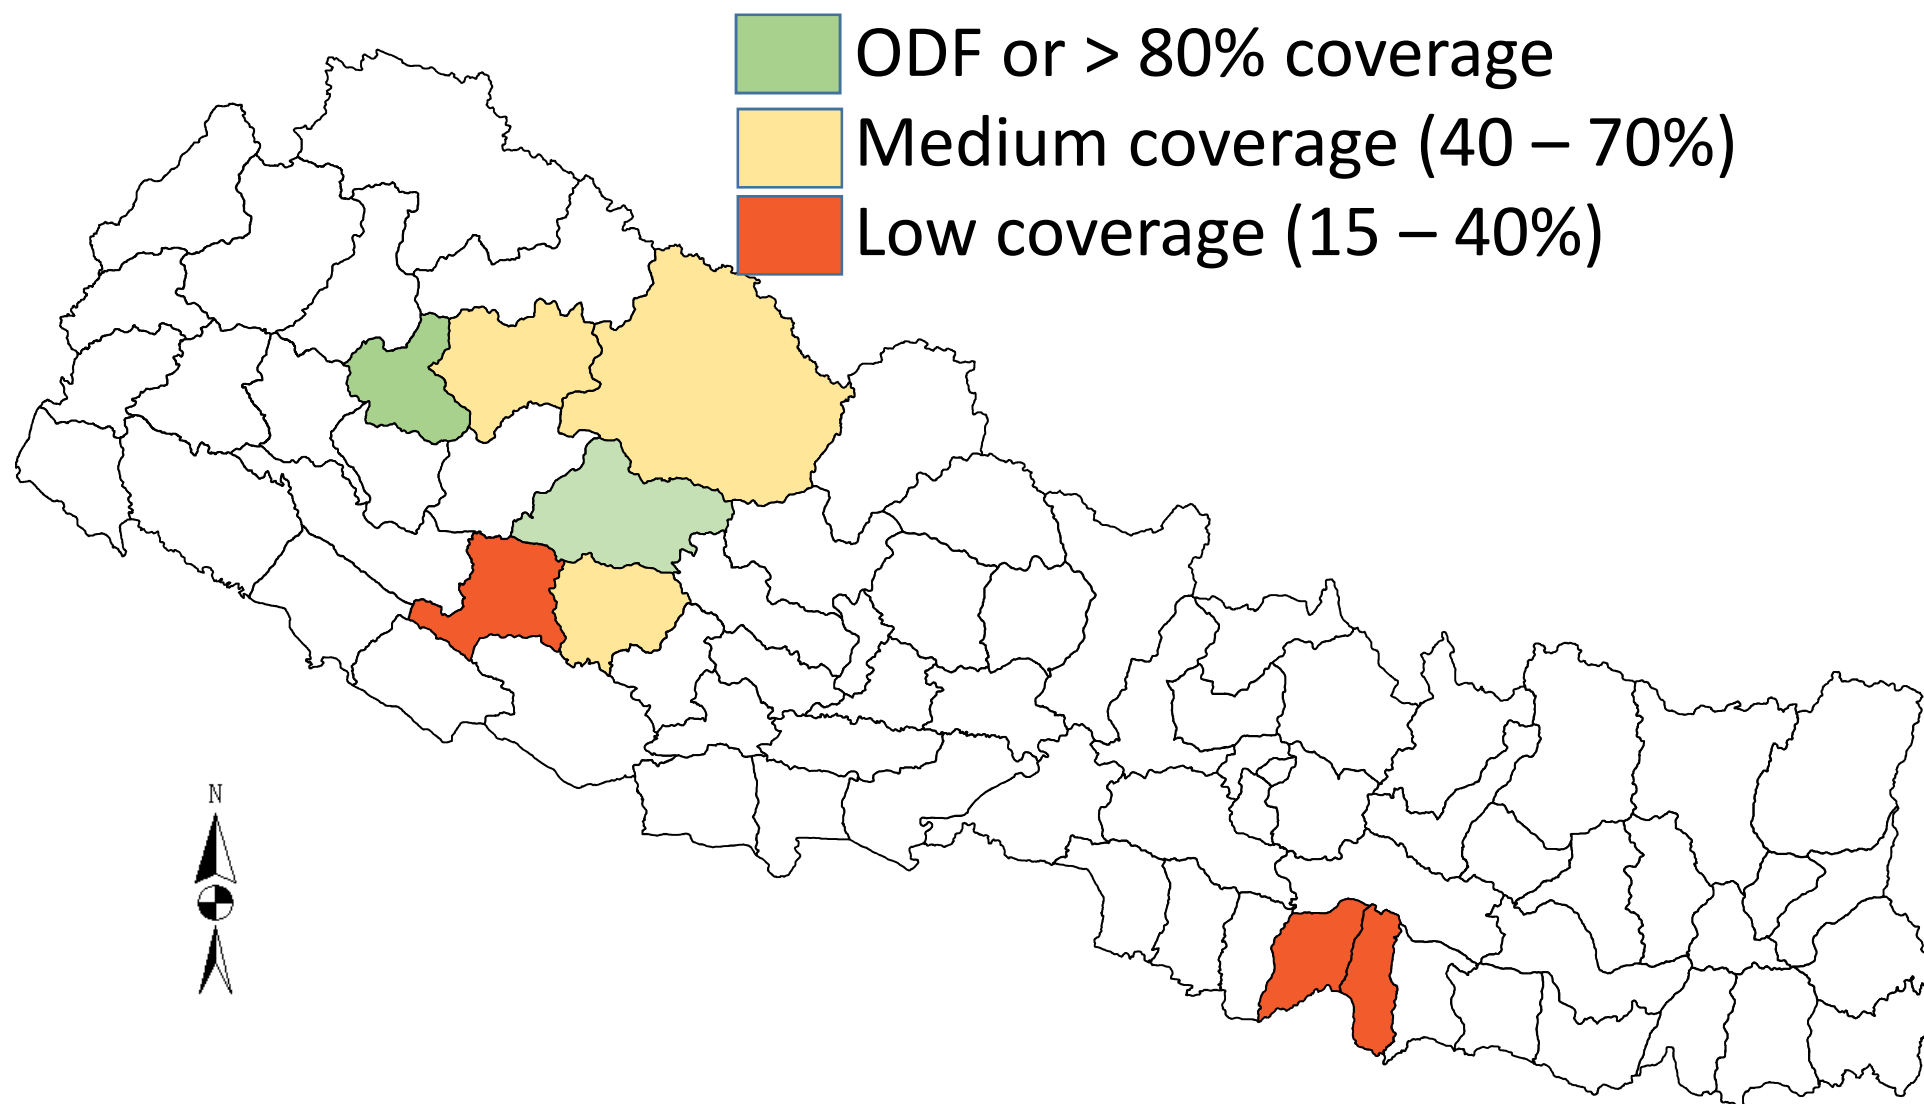 ODF or > 80% coverage
Medium coverage (40 – 70%)
Low coverage (15 – 40%)
N